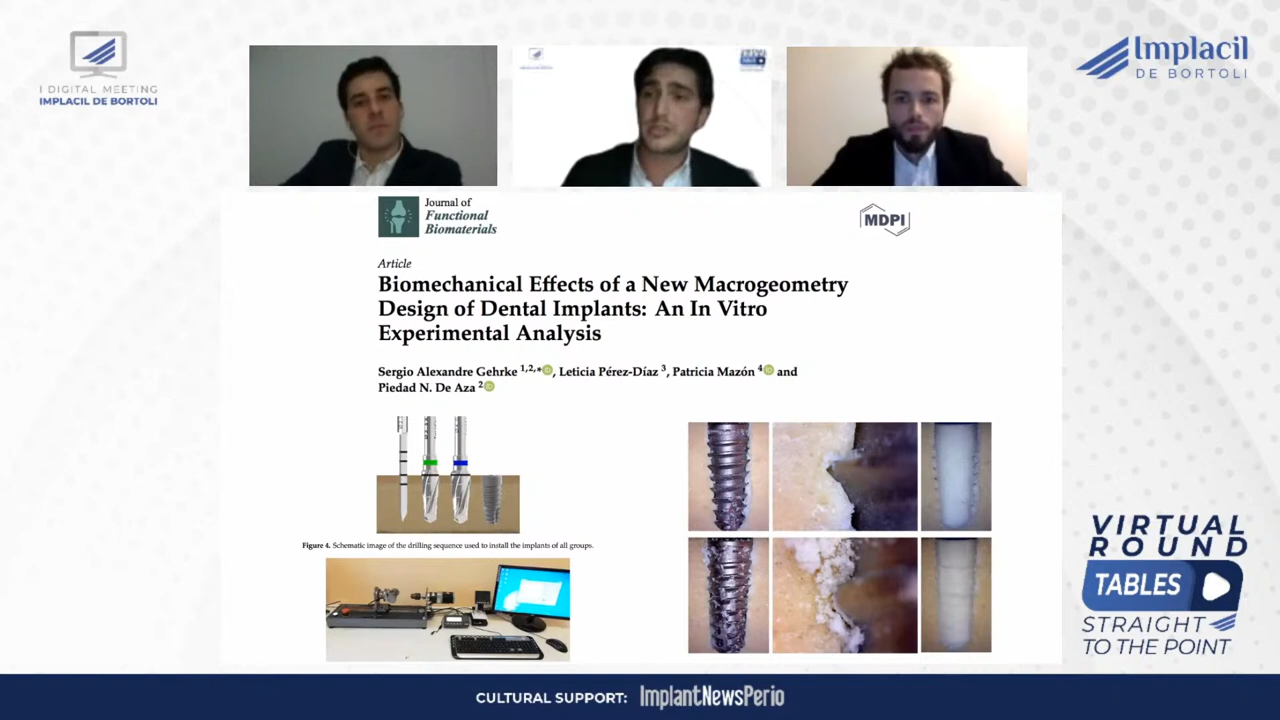 I DIGITAL MEETING
IMPLACIL DE BORTOLI
Implacil
DE BORTOLI
Journal of
Functional
Biomaterials
MDPI
Article
Biomechanical Effects of a New Macrogeometry
Design of Dental Implants: An In Vitro
Experimental Analysis
Sergio Alexandre Gehrke 1,2,*, Leticia Pérez-Díaz 3, Patricia Mazón 4 and
Piedad N. De Aza 2
Figure 4. Schematic image of the drilling sequence used to install the implants of all groups.
VIRTUAL
ROUND
TABLES
STRAIGHT
TO THE POINT
CULTURAL SUPPORT: ImplantNewsPerio